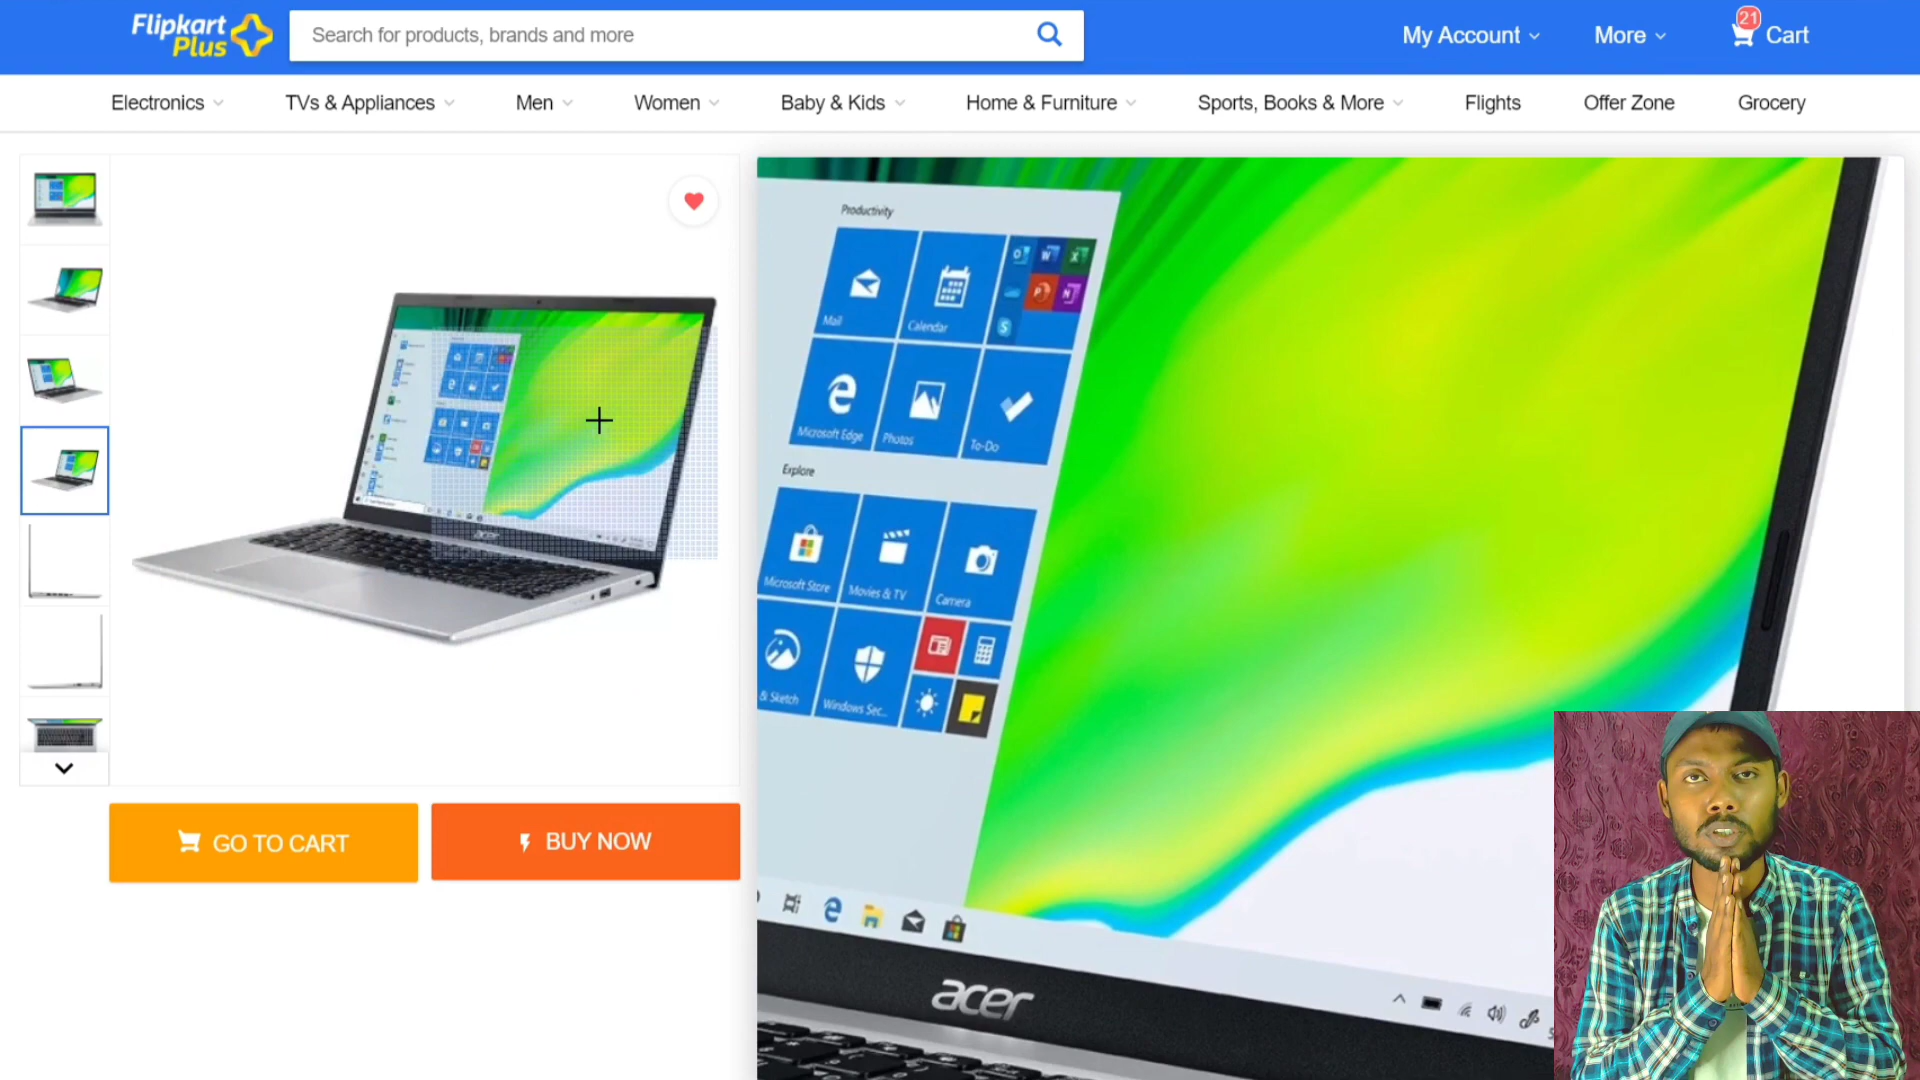 Flipkart
Plus
Search for products, brands and more
My Account
More
21
Cart
Electronics
TVs & Appliances
Men
Women
Baby & Kids
Home & Furniture
Sports, Books & More
Flights
Offer Zone
Grocery
Productivity
Mail
Calendar
Microsoft Edge
Photos
To-Do
Explore
Microsoft Store
Movies & TV
Camera
& Sketch
Windows Sec...
acer
acer
GO TO CART
BUY NOW